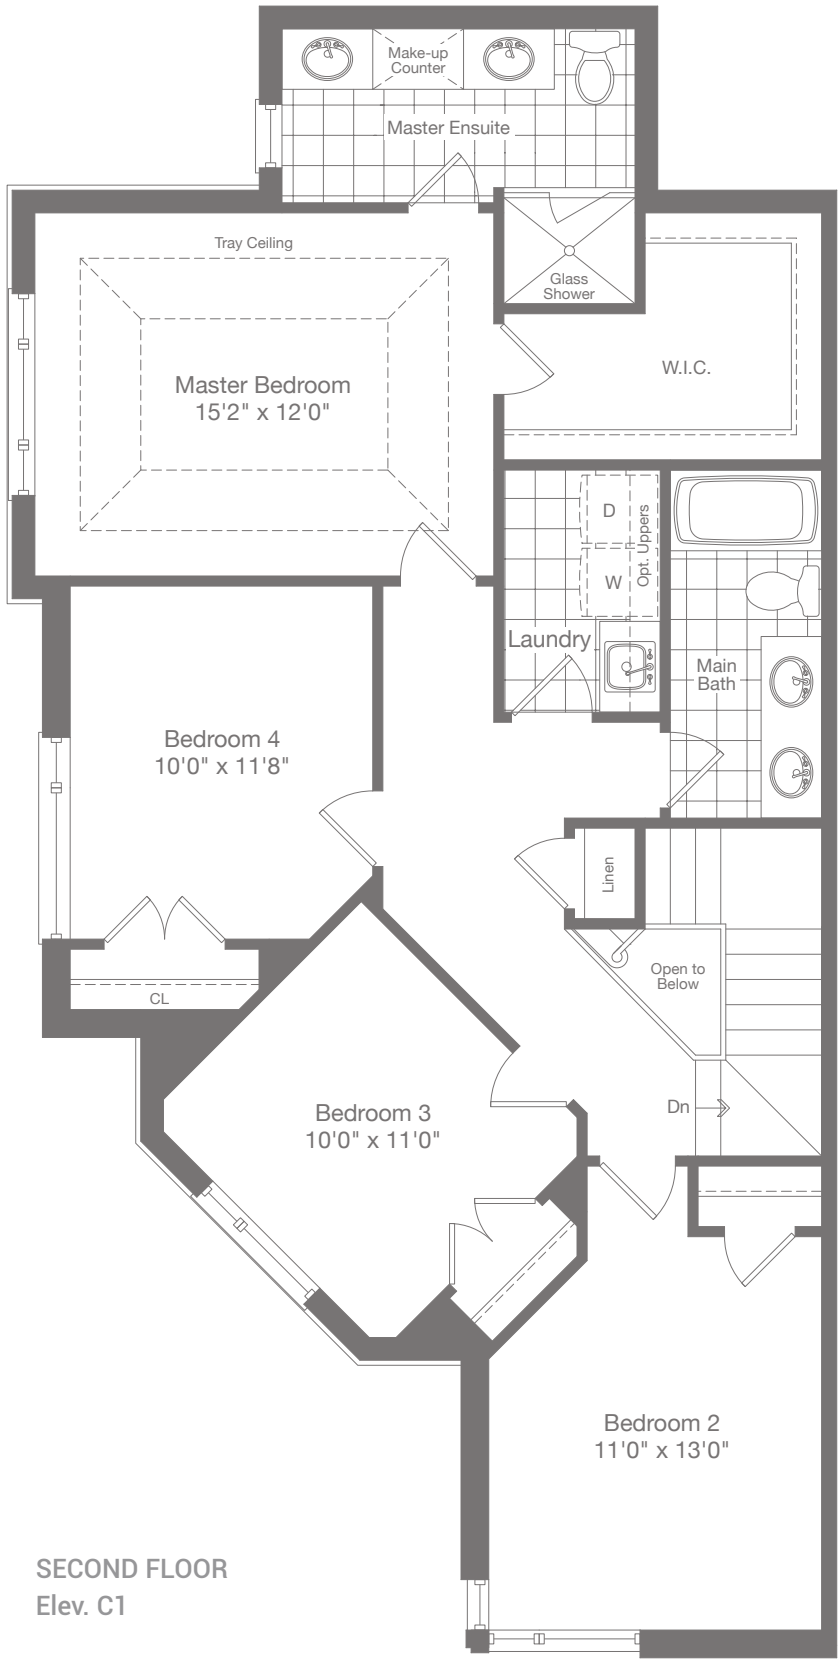 Make-up
Counter
Master Ensuite
Tray Ceiling
Glass
Shower
W.I.C.
Master Bedroom
15'2" x 12'0"
D
W
Opt. Uppers
Laundry
Main
Bath
Bedroom 4
10'0" x 11'8"
Linen
Open to
Below
CL
Dn
Bedroom 3
10'0" x 11'0"
Bedroom 2
11'0" x 13'0"
SECOND FLOOR
Elev. C1